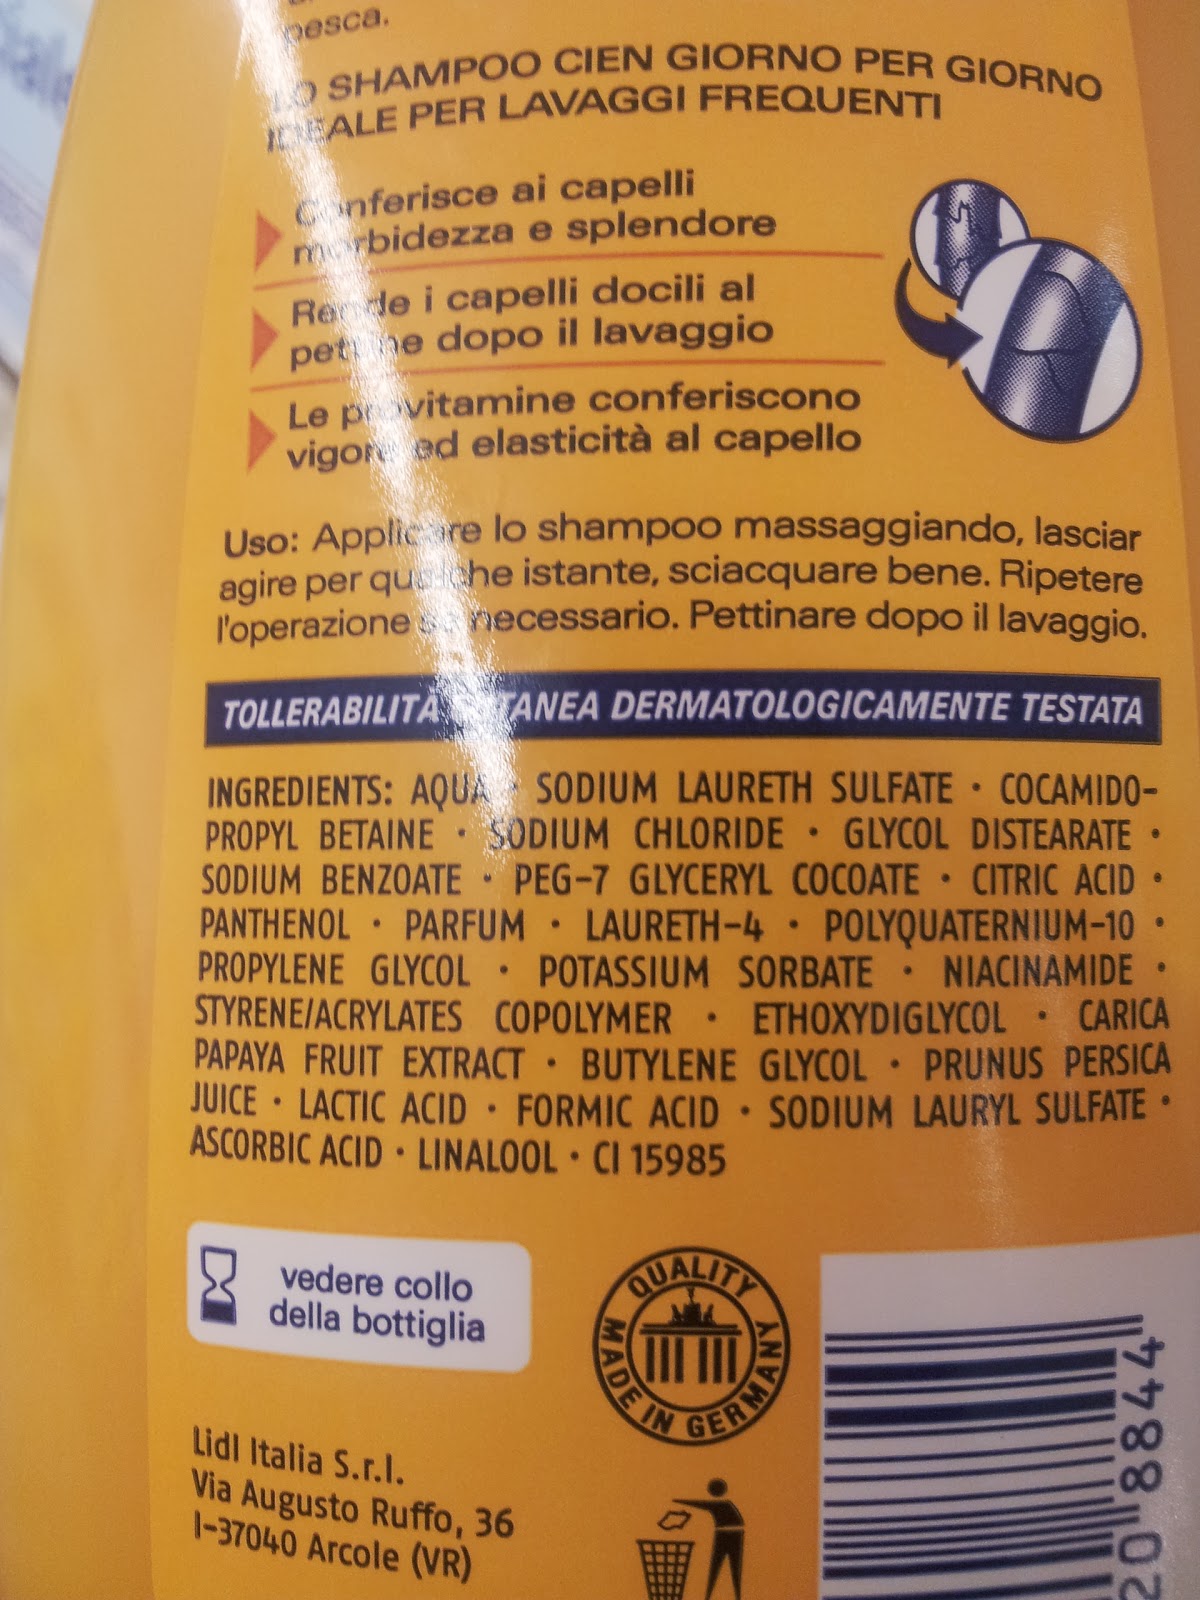 pesca.
LO SHAMPOO CIEN GIORNO PER GIORNO
IDEALE PER LAVAGGI FREQUENTI
Conferisce ai capelli
morbidezza e splendore
Rende i capelli docili al
pettine dopo il lavaggio
Le provitamine conferiscono
vigore ed elasticità al capello
Uso: Applicare lo shampoo massaggiando, lasciar
agire per qualche istante, sciacquare bene. Ripetere
l'operazione se necessario. Pettinare dopo il lavaggio.
TOLLERABILITÀ CUTANEA DERMATOLOGICAMENTE TESTATA
INGREDIENTS: AQUA · SODIUM LAURETH SULFATE · COCAMIDO-
PROPYL BETAINE · SODIUM CHLORIDE · GLYCOL DISTEARATE ·
SODIUM BENZOATE · PEG-7 GLYCERYL COCOATE · CITRIC ACID ·
PANTHENOL · PARFUM · LAURETH-4 · POLYQUATERNIUM-10 ·
PROPYLENE GLYCOL · POTASSIUM SORBATE · NIACINAMIDE ·
STYRENE/ACRYLATES COPOLYMER · ETHOXYDIGLYCOL · CARICA
PAPAYA FRUIT EXTRACT · BUTYLENE GLYCOL · PRUNUS PERSICA
JUICE · LACTIC ACID · FORMIC ACID · SODIUM LAURYL SULFATE ·
ASCORBIC ACID · LINALOOL · CI 15985
vedere collo
della bottiglia
QUALITY
MADE IN GERMANY
Lidl Italia S.r.l.
Via Augusto Ruffo, 36
I-37040 Arcole (VR)
20 8844